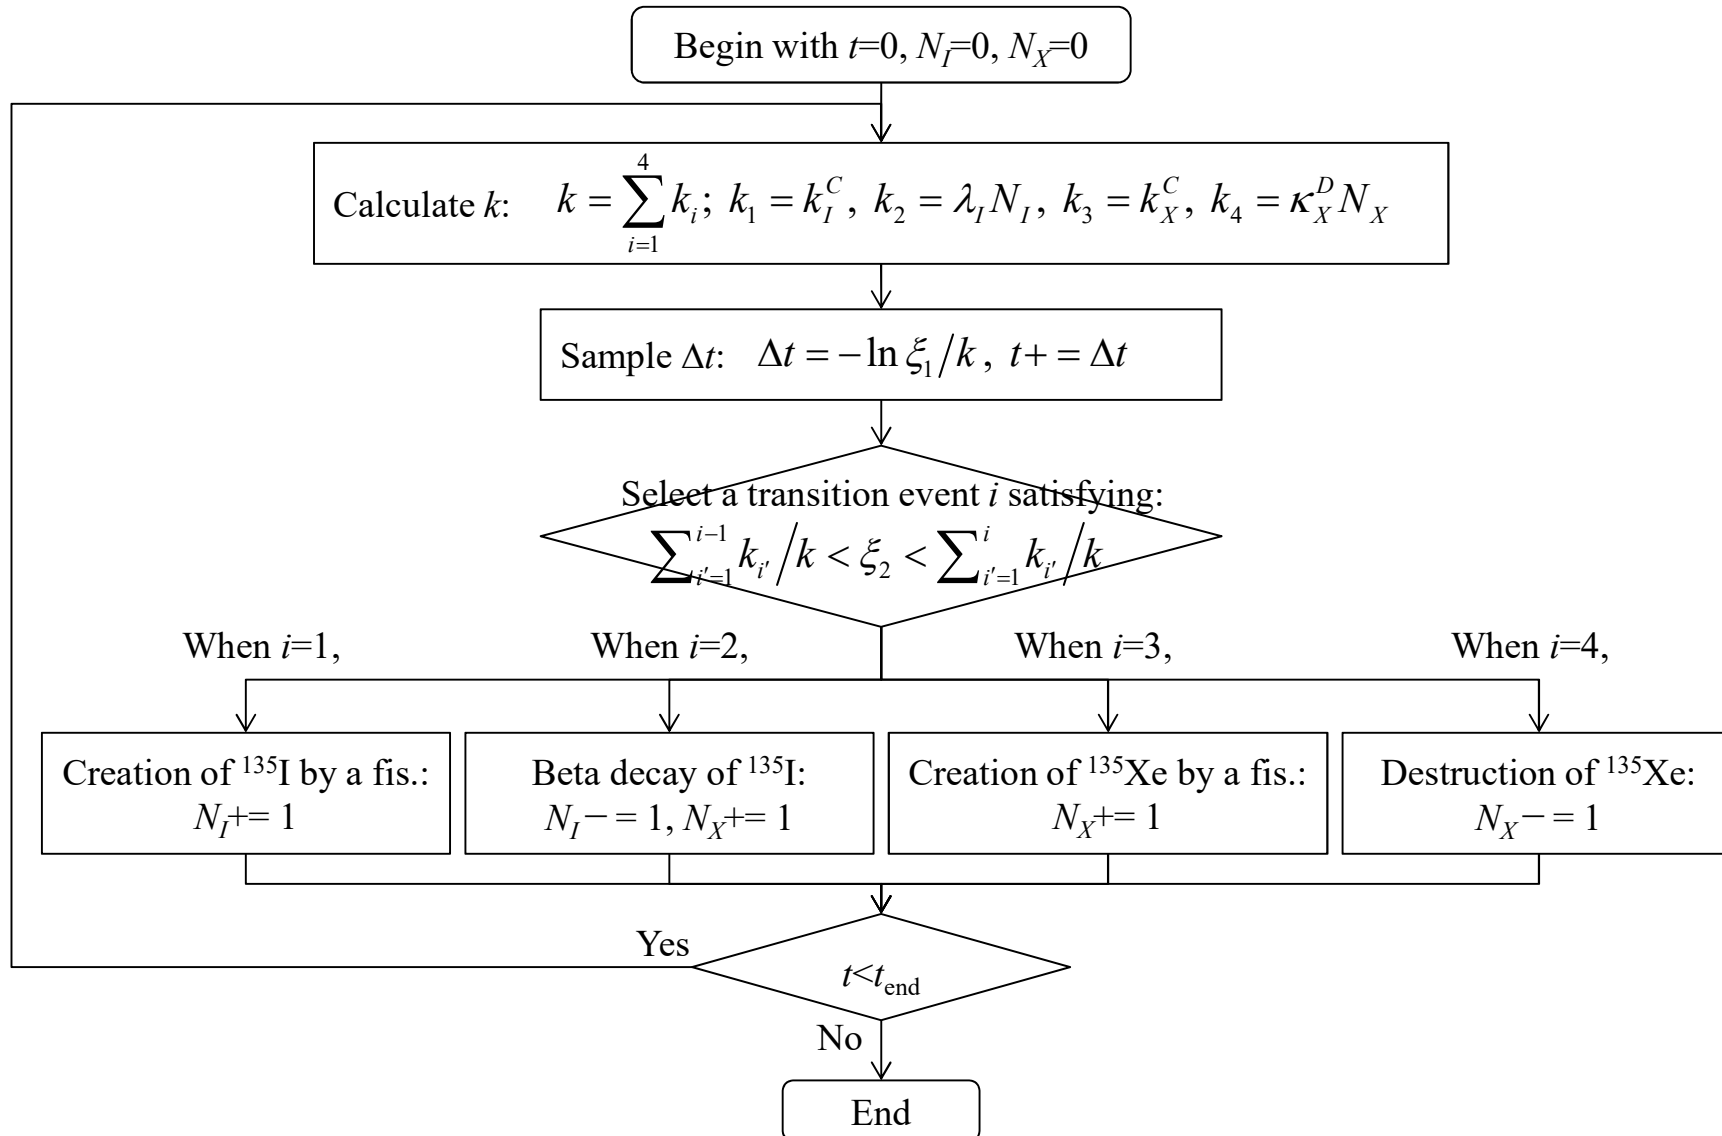 Begin with t=0, N_I=0, N_X=0
Calculate k: k = \sum_{i=1}^{4} k_i; k_1 = k_I^C, k_2 = λ_I N_I, k_3 = k_X^C, k_4 = κ_X^D N_X
Sample Δt: Δt = −ln ξ_1/k, t+ = Δt
Select a transition event i satisfying:
\sum_{i'=1}^{i−1} k_{i'}/k < ξ_2 < \sum_{i'=1}^{i} k_{i'}/k
When i=1, When i=2, When i=3, When i=4,
Creation of ¹³⁵I by a fis.: Beta decay of ¹³⁵I: Creation of ¹³⁵Xe by a fis.: Destruction of ¹³⁵Xe:
N_I+= 1 N_I− = 1, N_X+= 1 N_X+= 1 N_X− = 1
Yes
t<t_end
No
End